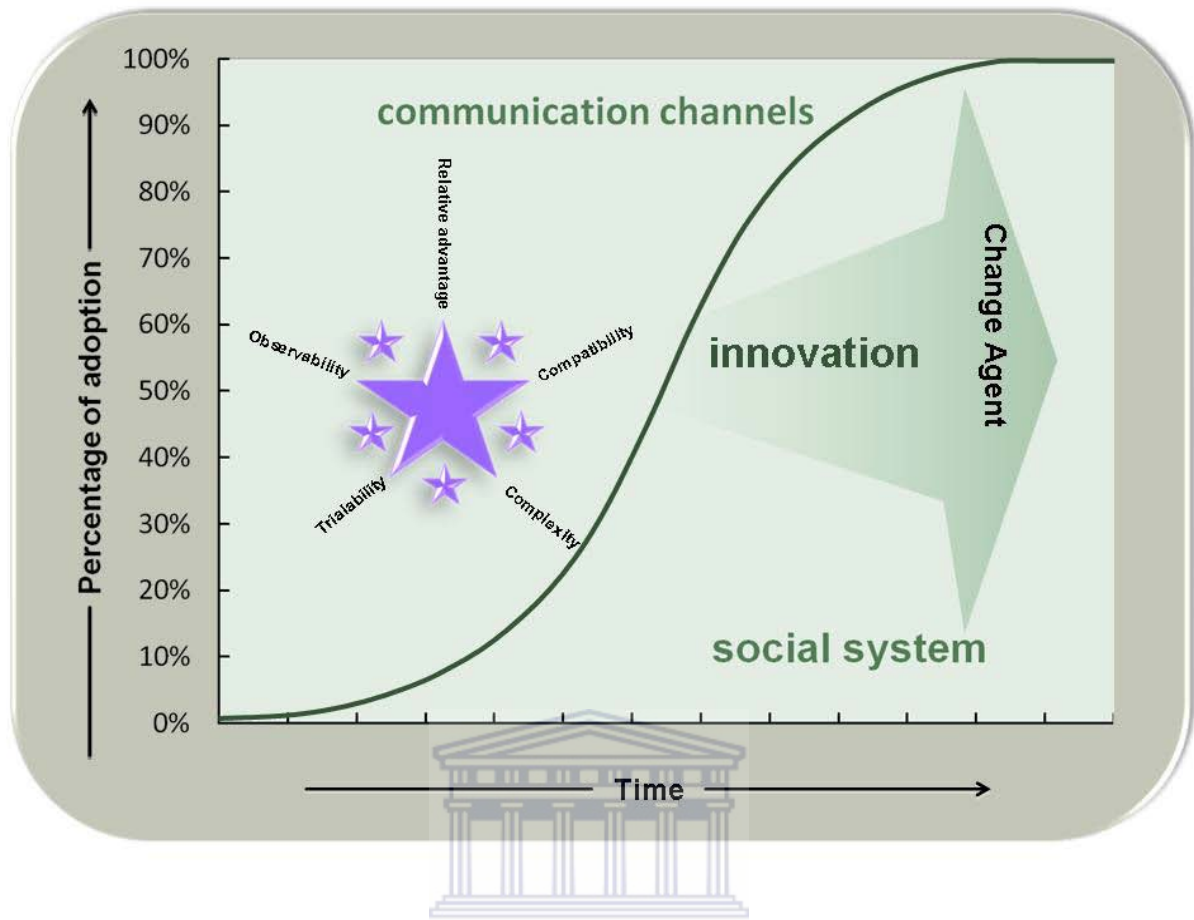 100%
90%
80%
70%
60%
50%
40%
30%
20%
10%
0%
Percentage of adoption
communication channels
Relative advantage
Observability
Compatibility
Trialability
Complexity
innovation
Change Agent
social system
Time